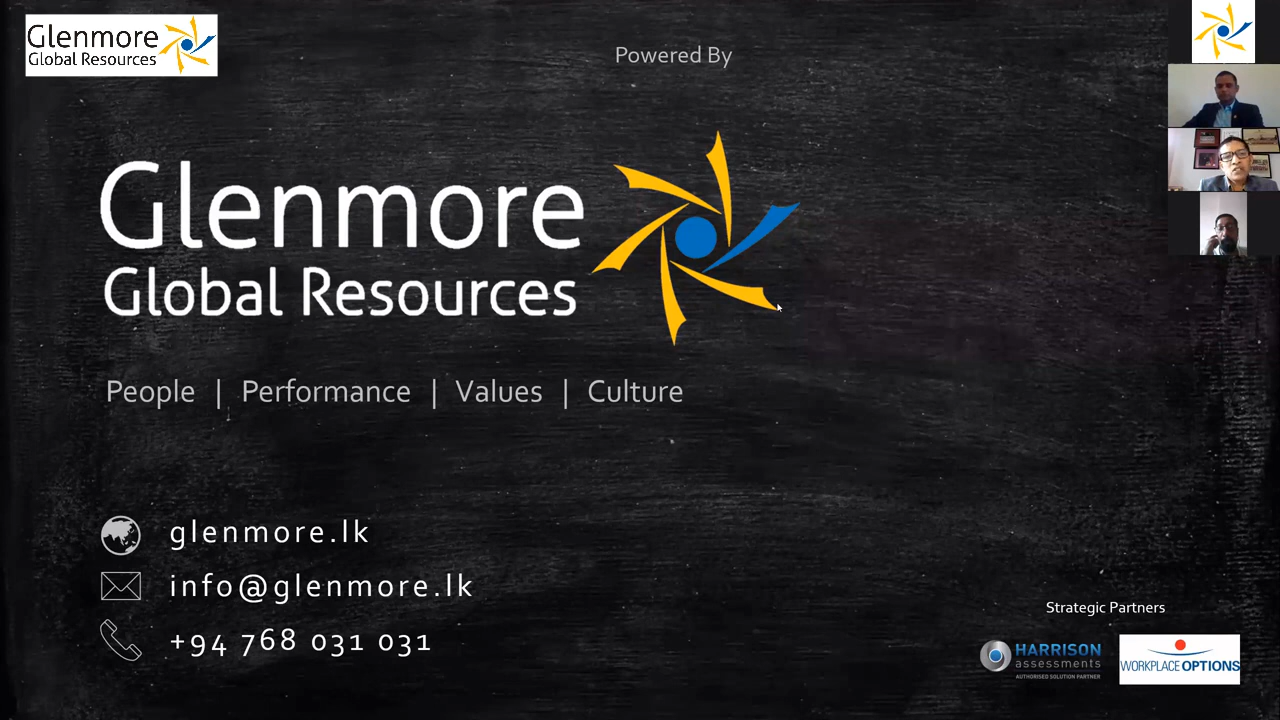 Glenmore
Global Resources
Powered By
Glenmore
Global Resources
People | Performance | Values | Culture
glenmore.lk
info@glenmore.lk
+94 768 031 031
Strategic Partners
HARRISON
assessments
AUTHORISED SOLUTION PARTNER
WORKPLACE OPTIONS